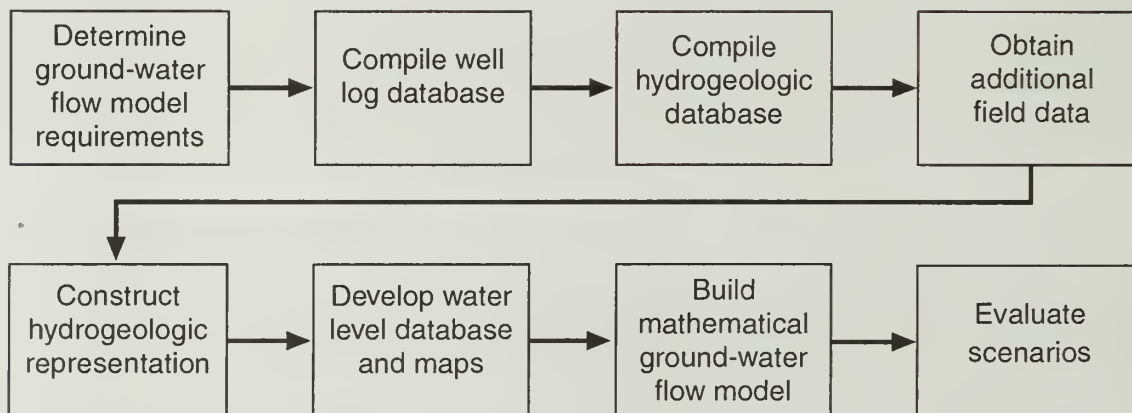 Determine
ground-water
flow model
requirements
Compile well
log database
Compile
hydrogeologic
database
Obtain
additional
field data
Construct
hydrogeologic
representation
Develop water
level database
and maps
Build
mathematical
ground-water
flow model
Evaluate
scenarios